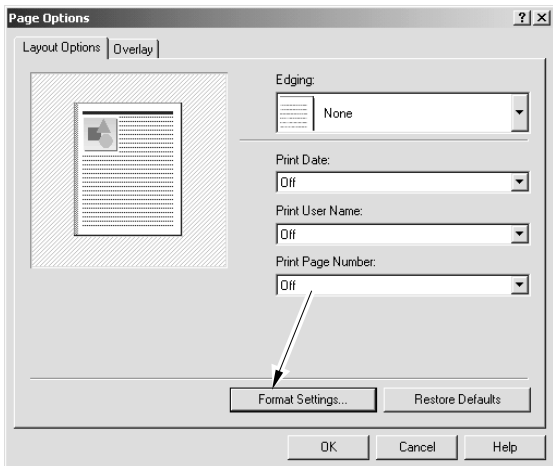 Page Options
Layout Options Overlay
Edging:
None
Print Date:
Off
Print User Name:
Off
Print Page Number:
Off
Format Settings... Restore Defaults
OK Cancel Help